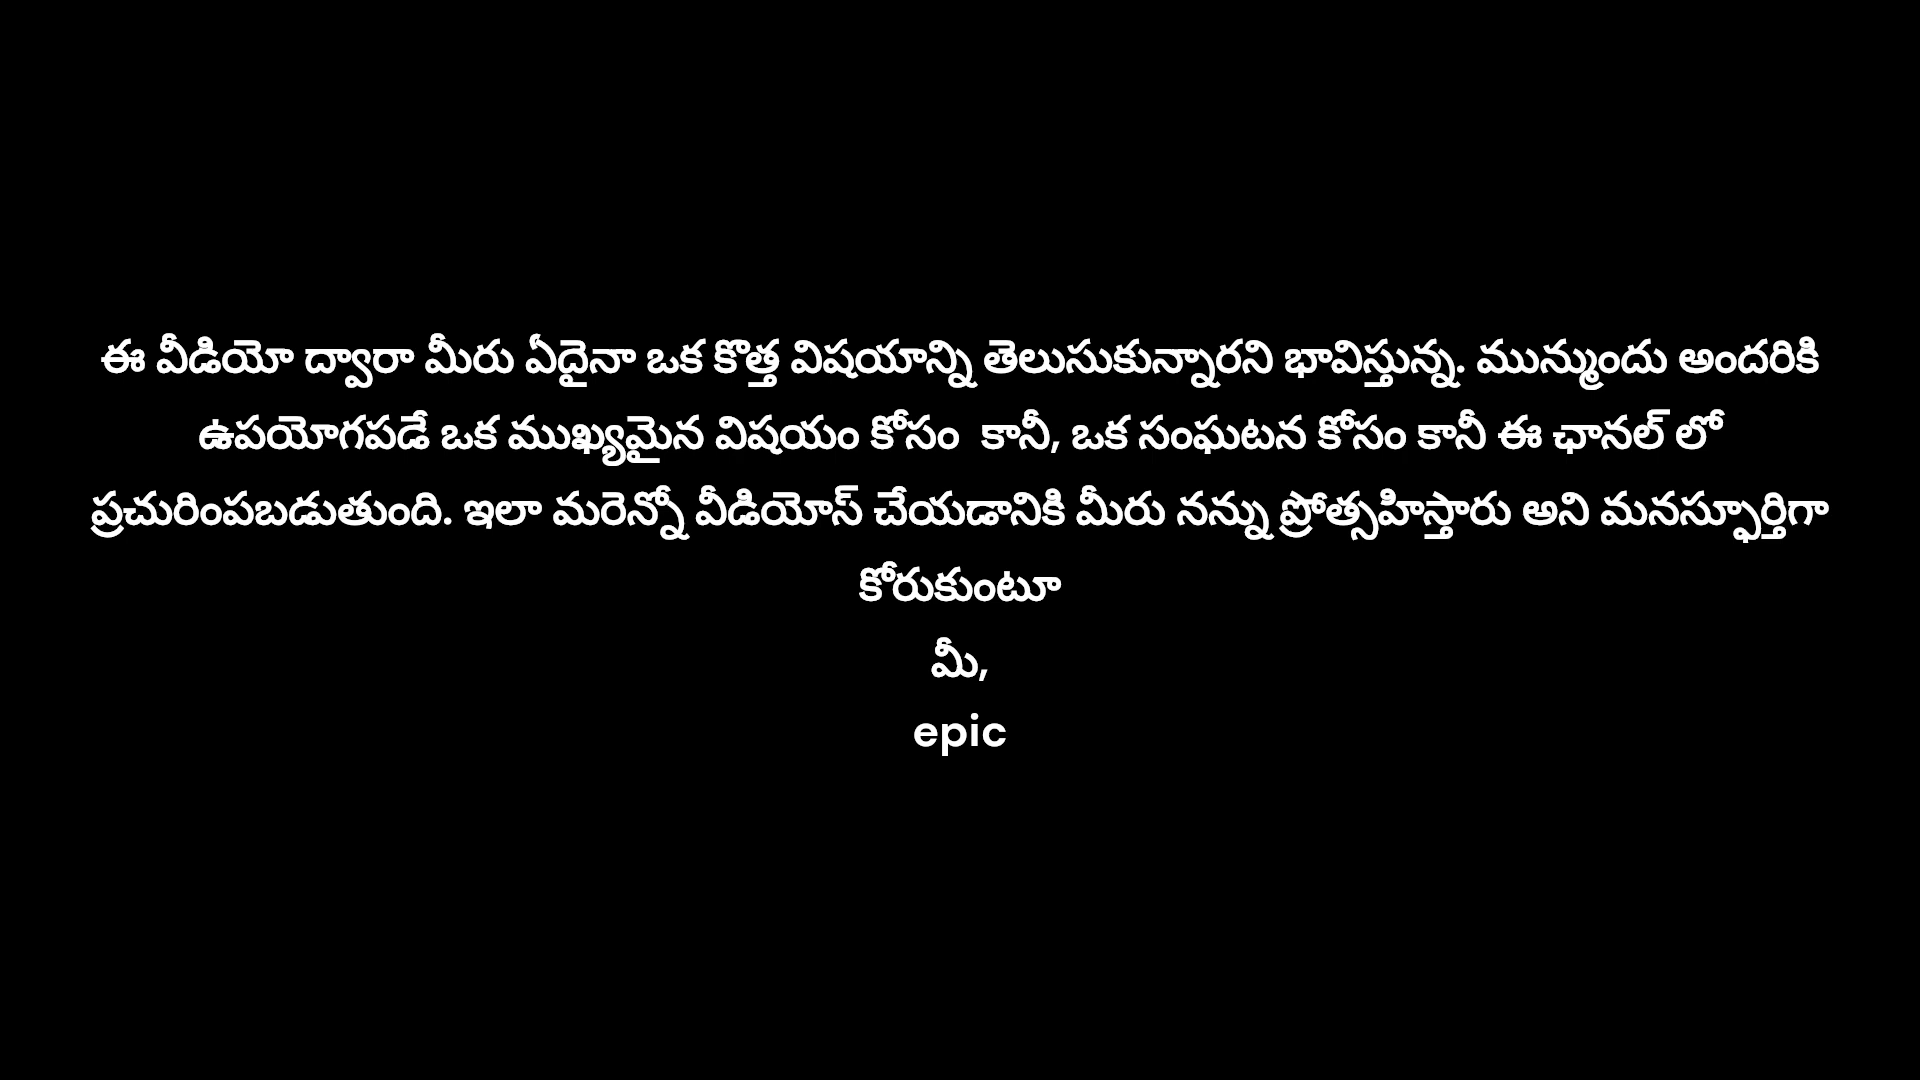 ఈ వీడియో ద్వారా మీరు ఏదైనా ఒక కొత్త విషయాన్ని తెలుసుకున్నారని భావిస్తున్న. మున్ముందు అందరికి
ఉపయోగపడే ఒక ముఖ్యమైన విషయం కోసం  కానీ, ఒక సంఘటన కోసం కానీ ఈ ఛానల్ లో
ప్రచురింపబడుతుంది. ఇలా మరెన్నో వీడియోస్ చేయడానికి మీరు నన్ను ప్రోత్సహిస్తారు అని మనస్ఫూర్తిగా
కోరుకుంటూ
మీ,
epic